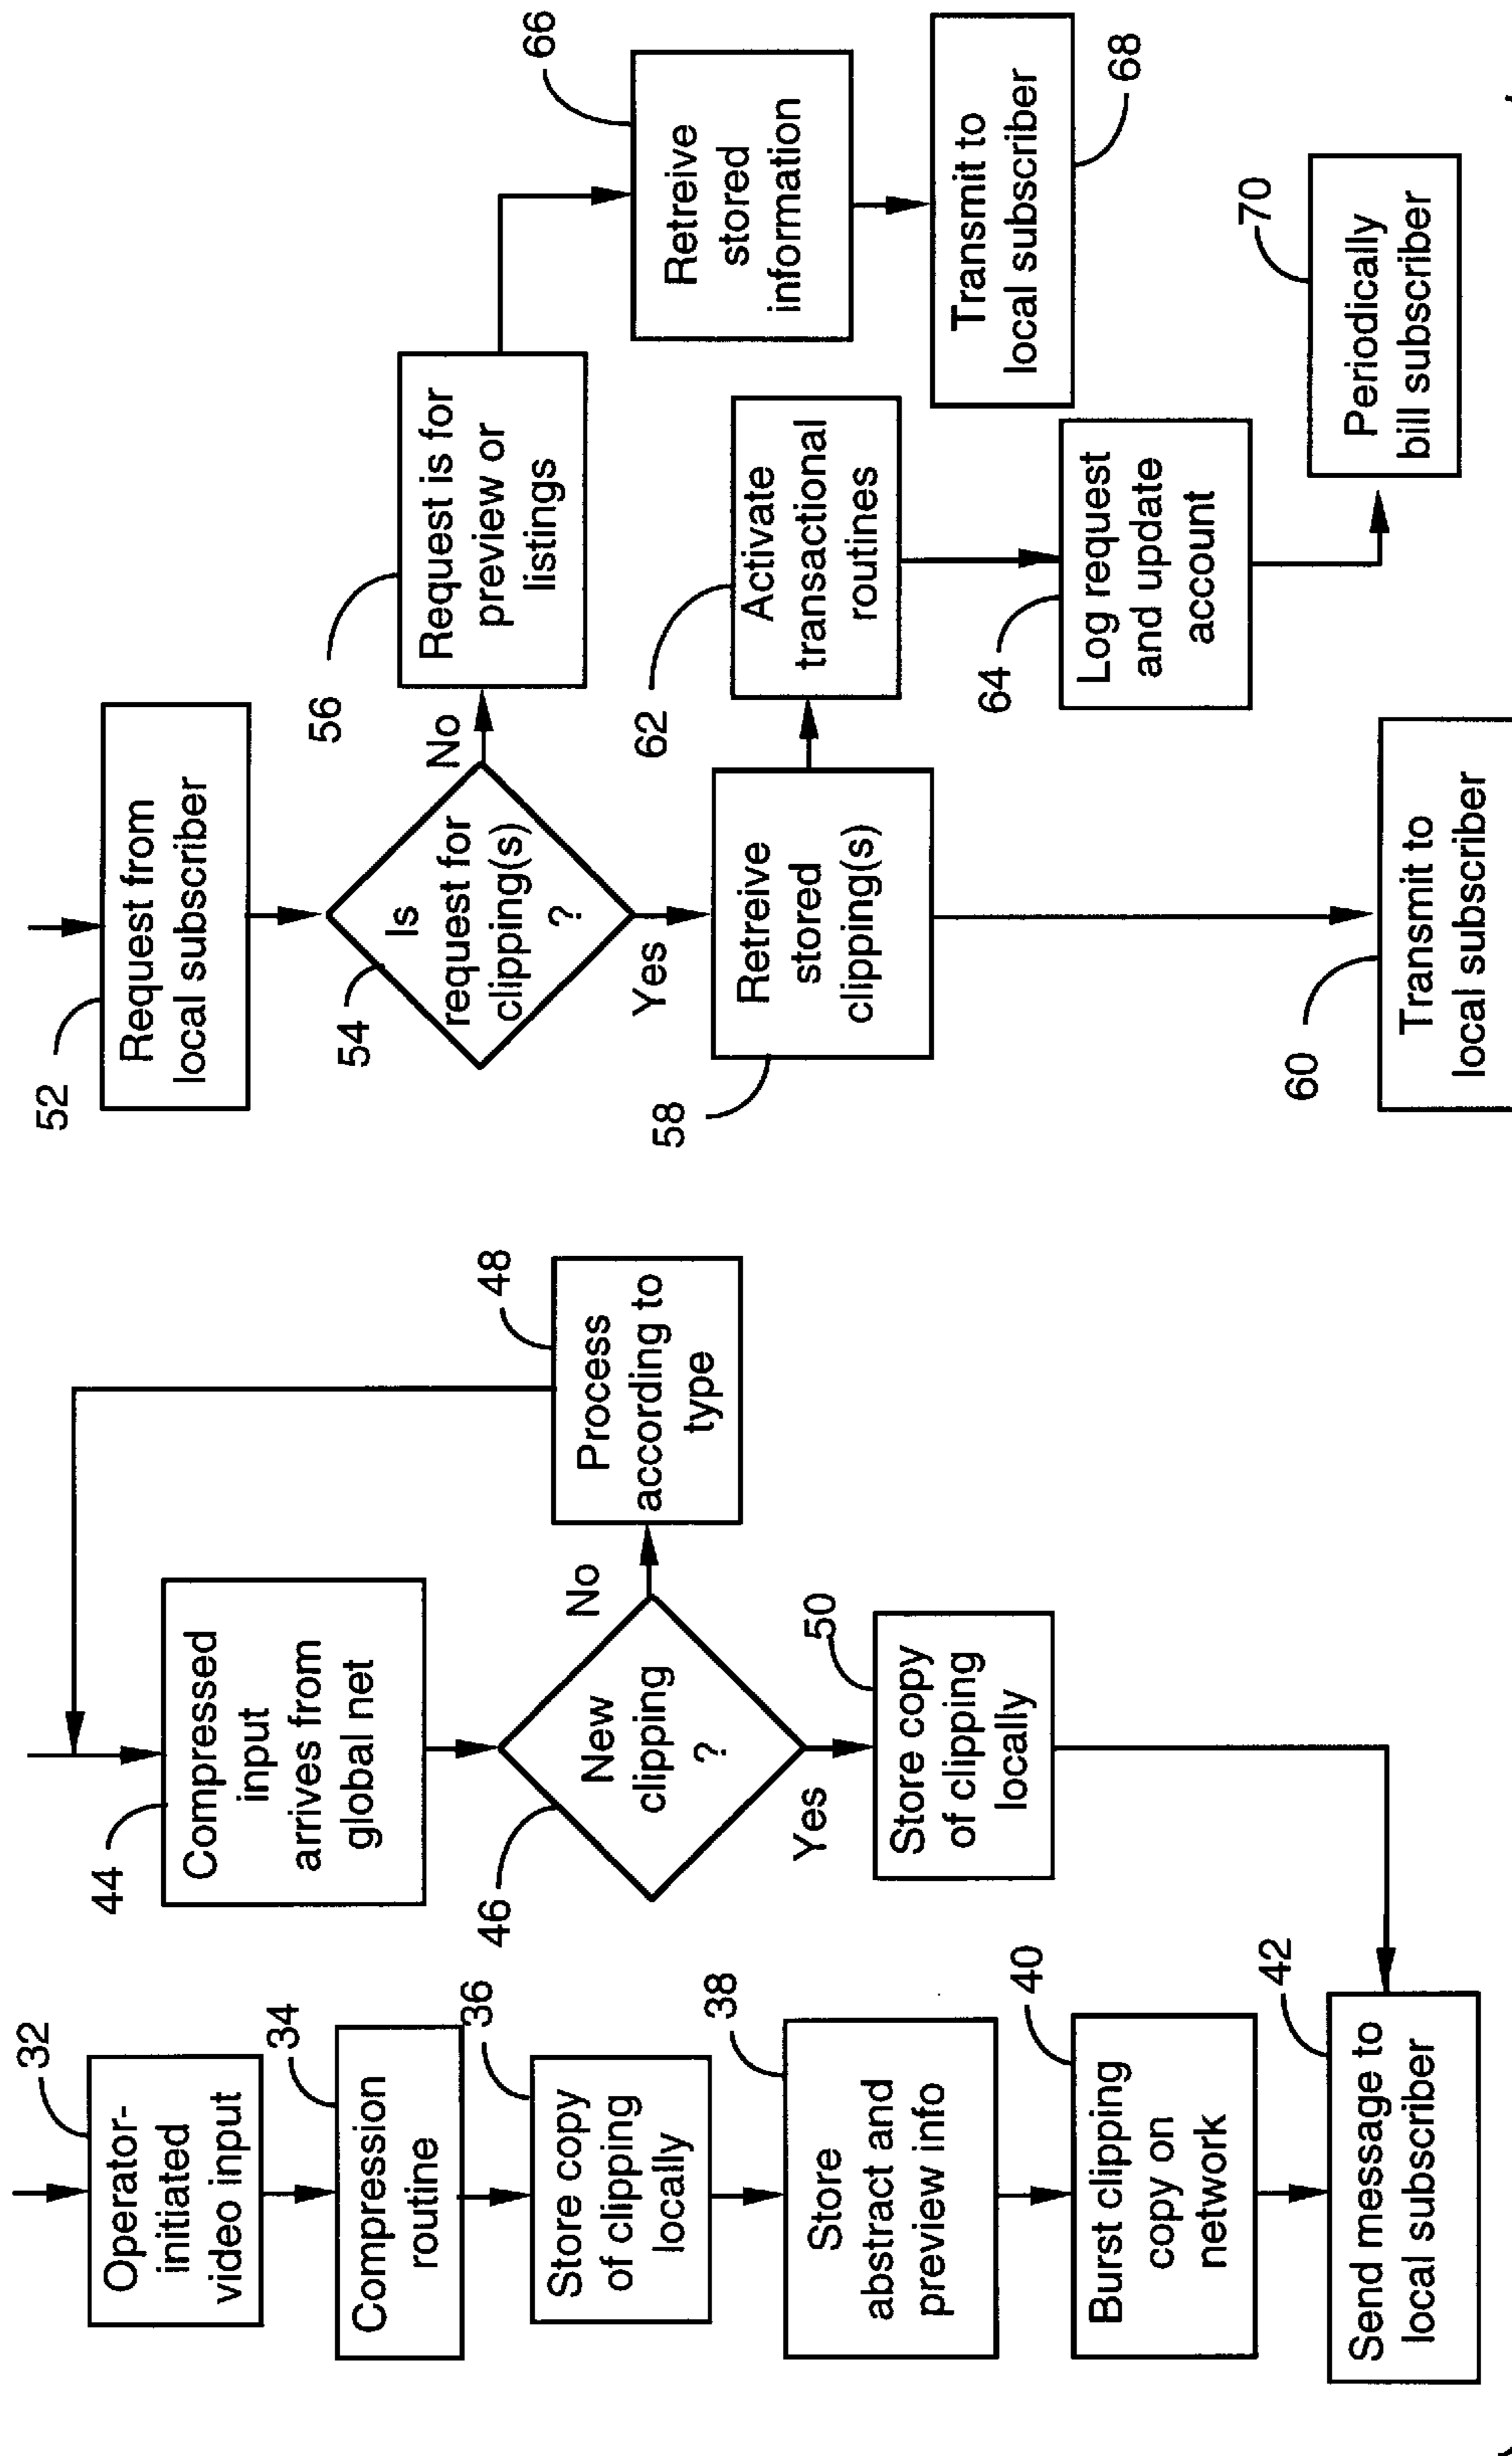 32
Operator-
initiated
video input
34
Compression
routine
36
Store copy
of clipping
locally
38
Store
abstract and
preview info
40
Burst clipping
copy on
network
42
Send message to
local subscriber
44
Compressed
input
arrives from
global net
46
New
clipping
?
No
48
Process
according to
type
Yes
50
Store copy
of clipping
locally
52
Request from
local subscriber
54
Is
request for
clipping(s)
?
No
56
Request is for
preview or
listings
66
Retreive
stored
information
68
Transmit to
local subscriber
Yes
58
Retreive
stored
clipping(s)
62
Activate
transactional
routines
64
Log request
and update
account
70
Periodically
bill subscriber
60
Transmit to
local subscriber